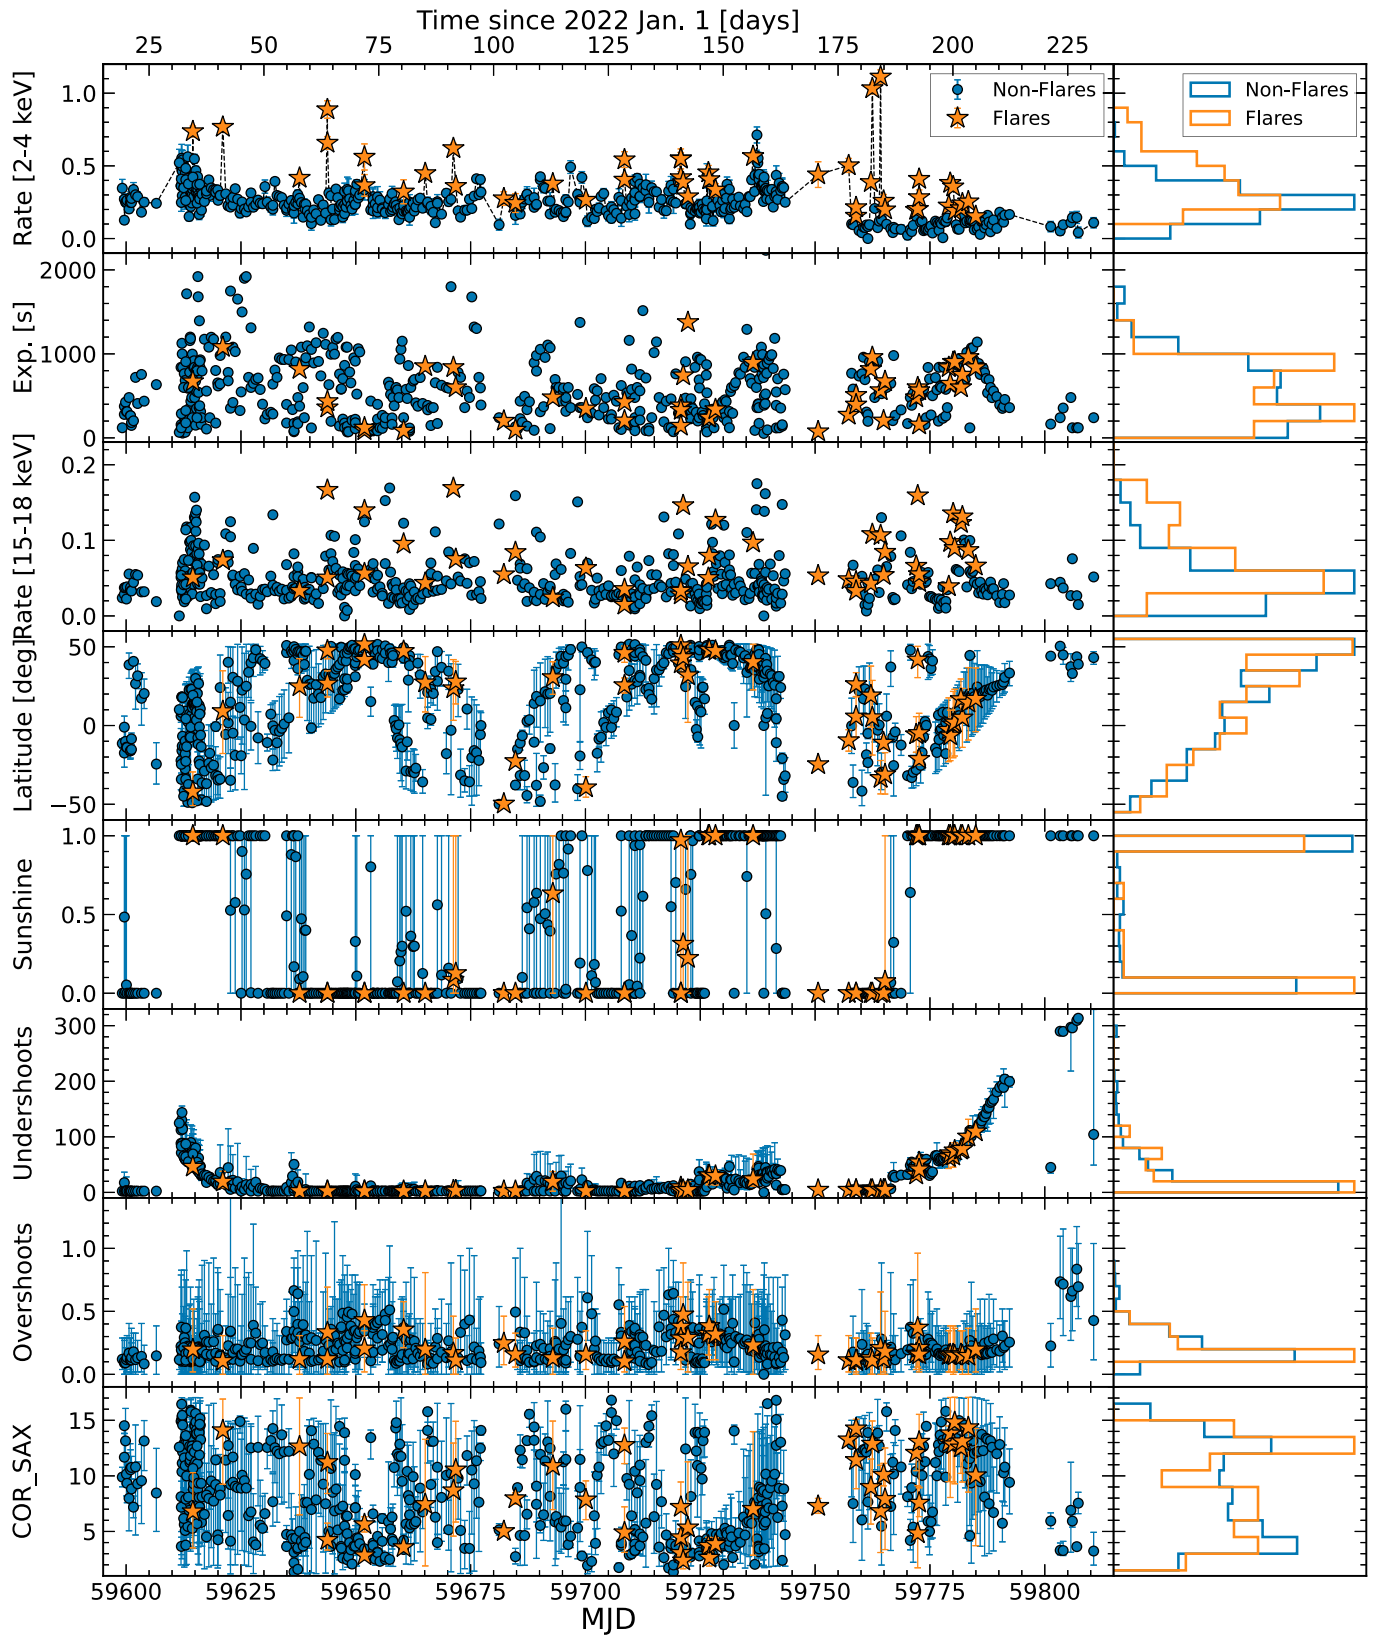 Time since 2022 Jan. 1 [days]
25 50 75 100 125 150 175 200 225
Rate [2-4 keV]
1.0
0.5
0.0
Non-Flares
Flares
Non-Flares
Flares
Exp. [s]
2000
1000
0
Rate [15-18 keV]
0.2
0.1
0.0
Latitude [deg]
50
0
−50
Sunshine
1.0
0.5
0.0
Undershoots
300
200
100
0
Overshoots
1.0
0.5
0.0
COR_SAX
15
10
5
59600 59625 59650 59675 59700 59725 59750 59775 59800
MJD